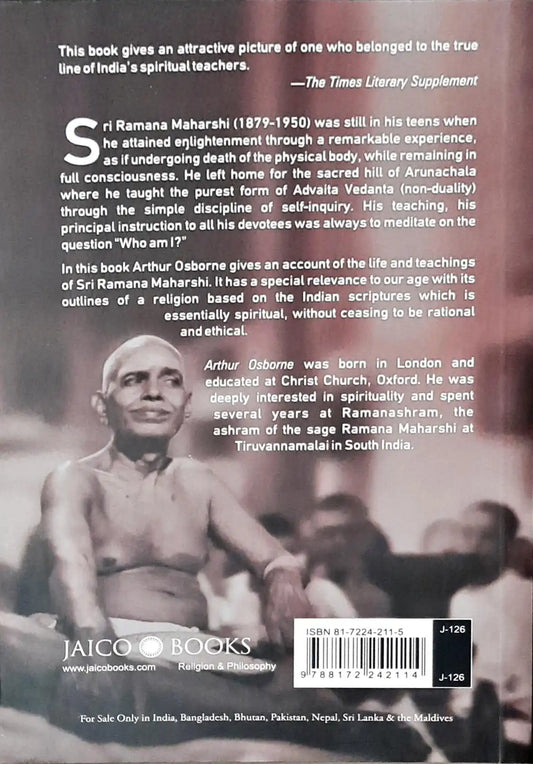 This book gives an attractive picture of one who belonged to the true
line of India's spiritual teachers.
—The Times Literary Supplement
Sri Ramana Maharshi (1879-1950) was still in his teens when
he attained enlightenment through a remarkable experience,
as if undergoing death of the physical body, while remaining in
full consciousness. He left home for the sacred hill of Arunachala
where he taught the purest form of Advaita Vedanta (non-duality)
through the simple discipline of self-inquiry. His teaching, his
principal instruction to all his devotees was always to meditate on the
question "Who am I?"
In this book Arthur Osborne gives an account of the life and teachings
of Sri Ramana Maharshi. It has a special relevance to our age with its
outlines of a religion based on the Indian scriptures which is
essentially spiritual, without ceasing to be rational
and ethical.
Arthur Osborne was born in London and
educated at Christ Church, Oxford. He was
deeply interested in spirituality and spent
several years at Ramanashram, the
ashram of the sage Ramana Maharshi at
Tiruvannamalai in South India.
JAICO BOOKS
www.jaicobooks.com Religion & Philosophy
ISBN 81-7224-211-5
J-126
9 788172 242114
J-126
For Sale Only in India, Bangladesh, Bhutan, Pakistan, Nepal, Sri Lanka & the Maldives